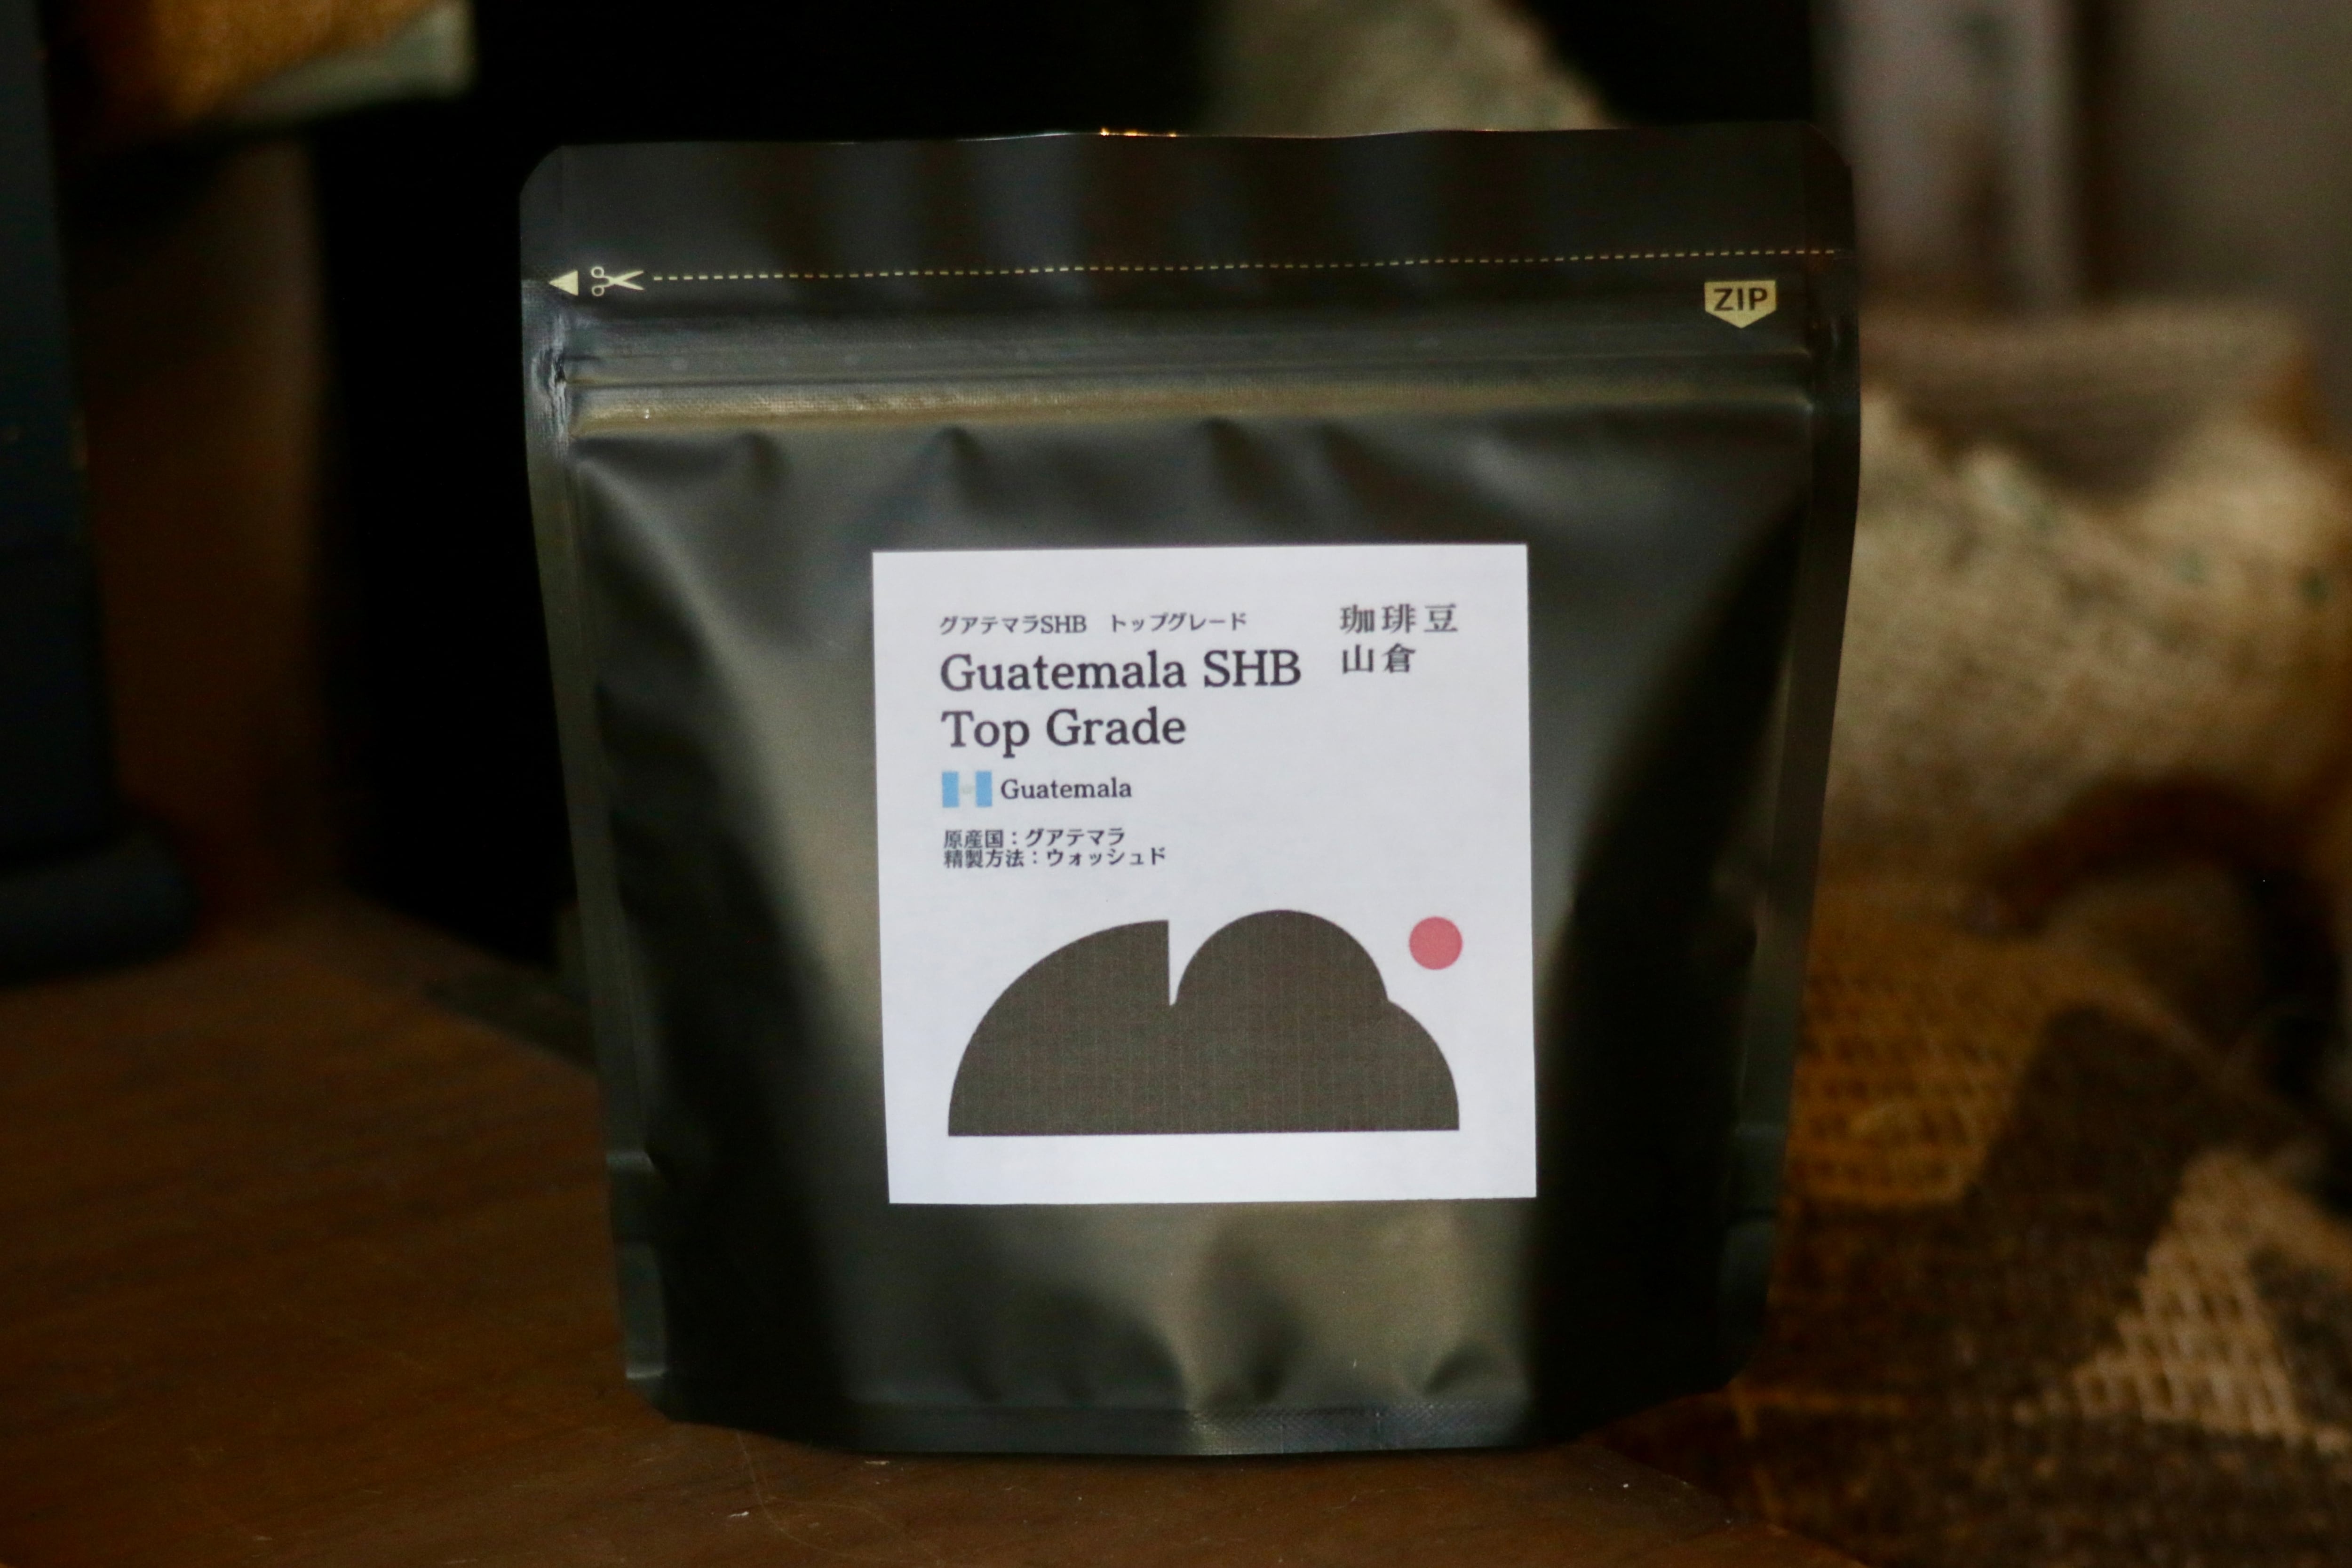 ZIP
グアテマラSHB　トップグレード
Guatemala SHB
Top Grade
珈琲豆
山倉
Guatemala
原産国：グアテマラ
精製方法：ウォッシュド